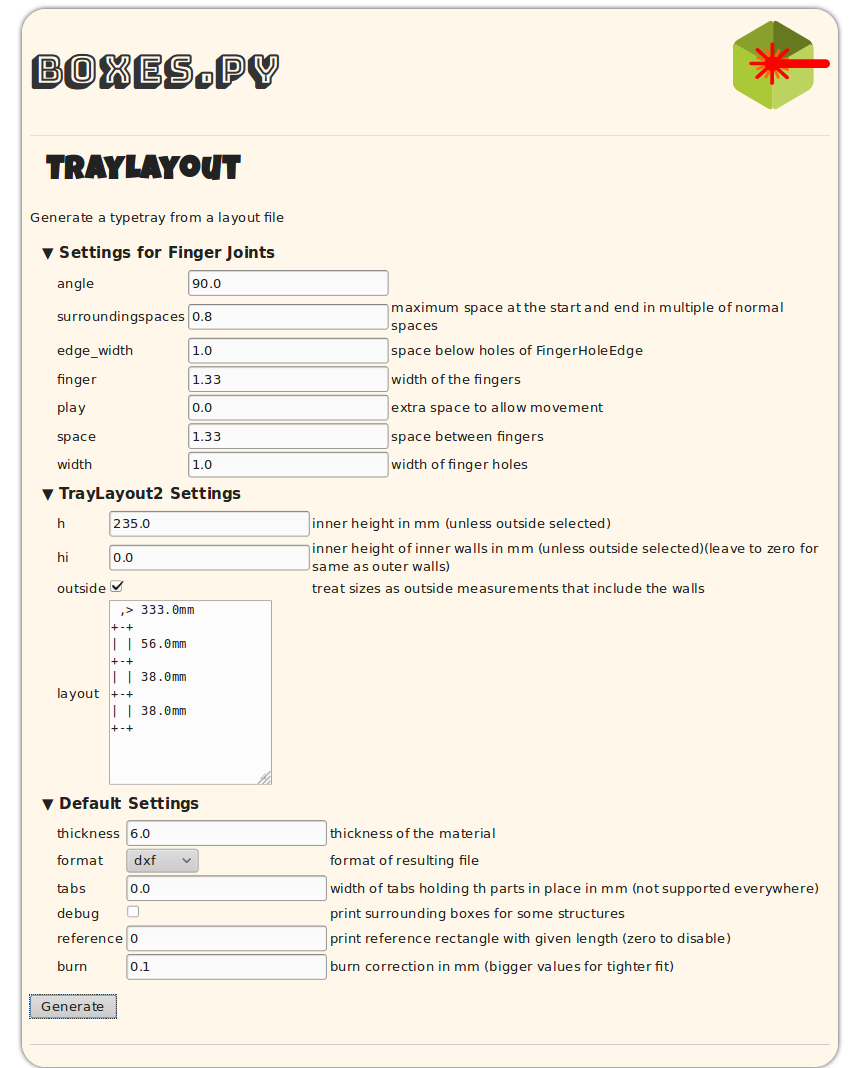 BOXES.PY
TRAYLAYOUT
Generate a typetray from a layout file
▼ Settings for Finger Joints
angle 90.0
surroundingspaces 0.8 maximum space at the start and end in multiple of normal
spaces
edge_width 1.0 space below holes of FingerHoleEdge
finger 1.33 width of the fingers
play 0.0 extra space to allow movement
space 1.33 space between fingers
width 1.0 width of finger holes
▼ TrayLayout2 Settings
h 235.0 inner height in mm (unless outside selected)
hi 0.0 inner height of inner walls in mm (unless outside selected)(leave to zero for
same as outer walls)
outside treat sizes as outside measurements that include the walls
layout
 ,> 333.0mm
+-+
| | 56.0mm
+-+
| | 38.0mm
+-+
| | 38.0mm
+-+
▼ Default Settings
thickness 6.0 thickness of the material
format dxf format of resulting file
tabs 0.0 width of tabs holding th parts in place in mm (not supported everywhere)
debug print surrounding boxes for some structures
reference 0 print reference rectangle with given length (zero to disable)
burn 0.1 burn correction in mm (bigger values for tighter fit)
Generate